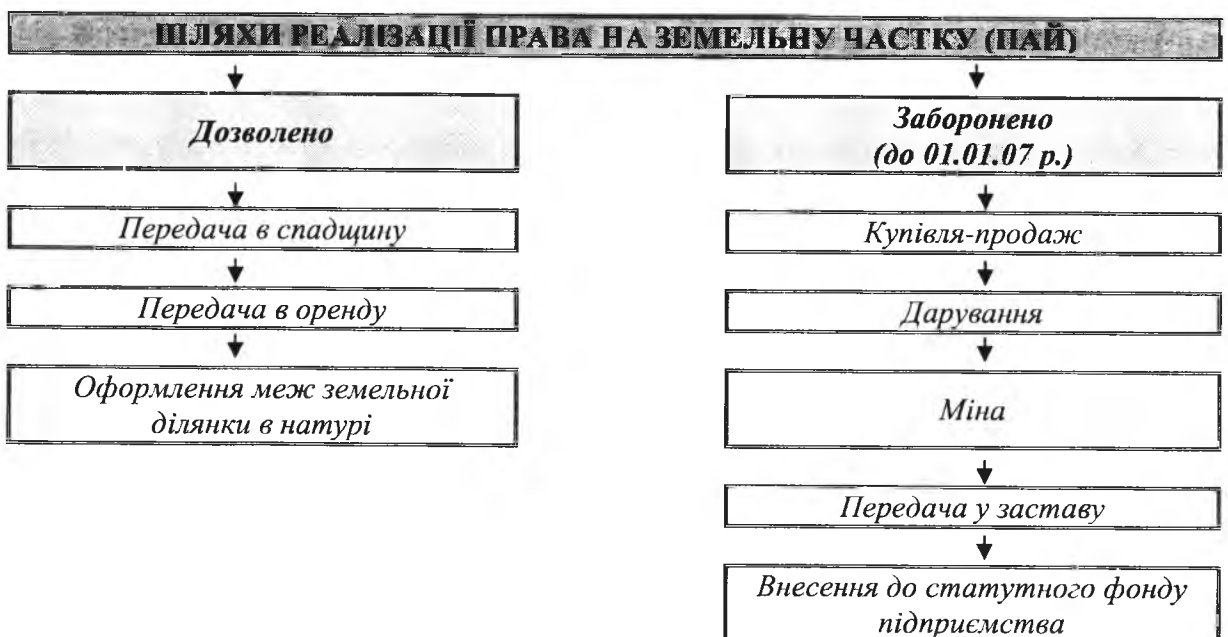 ШЛЯХИ РЕАЛІЗАЦІЇ ПРАВА НА ЗЕМЕЛЬНУ ЧАСТКУ (ПАЙ)
Дозволено
Передача в спадщину
Передача в оренду
Оформлення меж земельної
ділянки в натурі
Заборонено
(до 01.01.07 р.)
Купівля-продаж
Дарування
Міна
Передача у заставу
Внесення до статутного фонду
підприємства